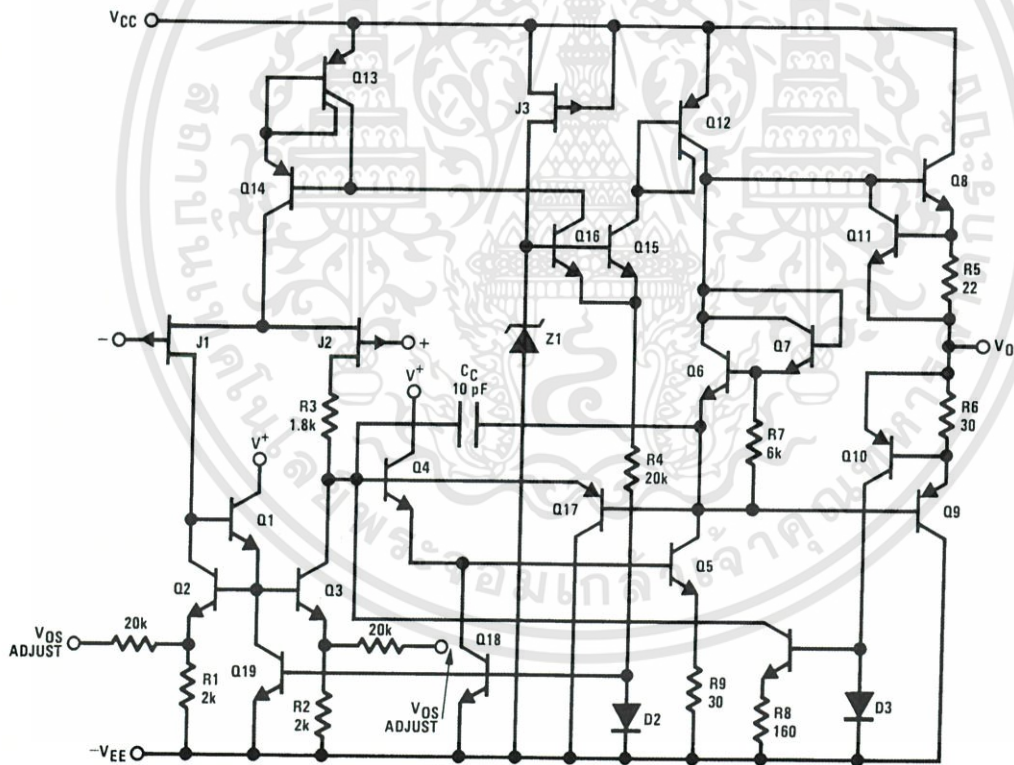 VCC
Q13
J3
Q12
Q14
Q8
Q16
Q15
Q11
R5
22
J1
J2
Z1
Q7
VO
V+
CC
10 pF
Q6
R3
1.8k
R6
30
V+
Q4
R4
20k
R7
6k
Q10
Q1
Q17
Q9
Q2
Q3
Q5
20k
20k
Q18
VOS
ADJUST
R1
2k
Q19
R2
2k
VOS
ADJUST
D2
R9
30
R8
160
D3
−VEE